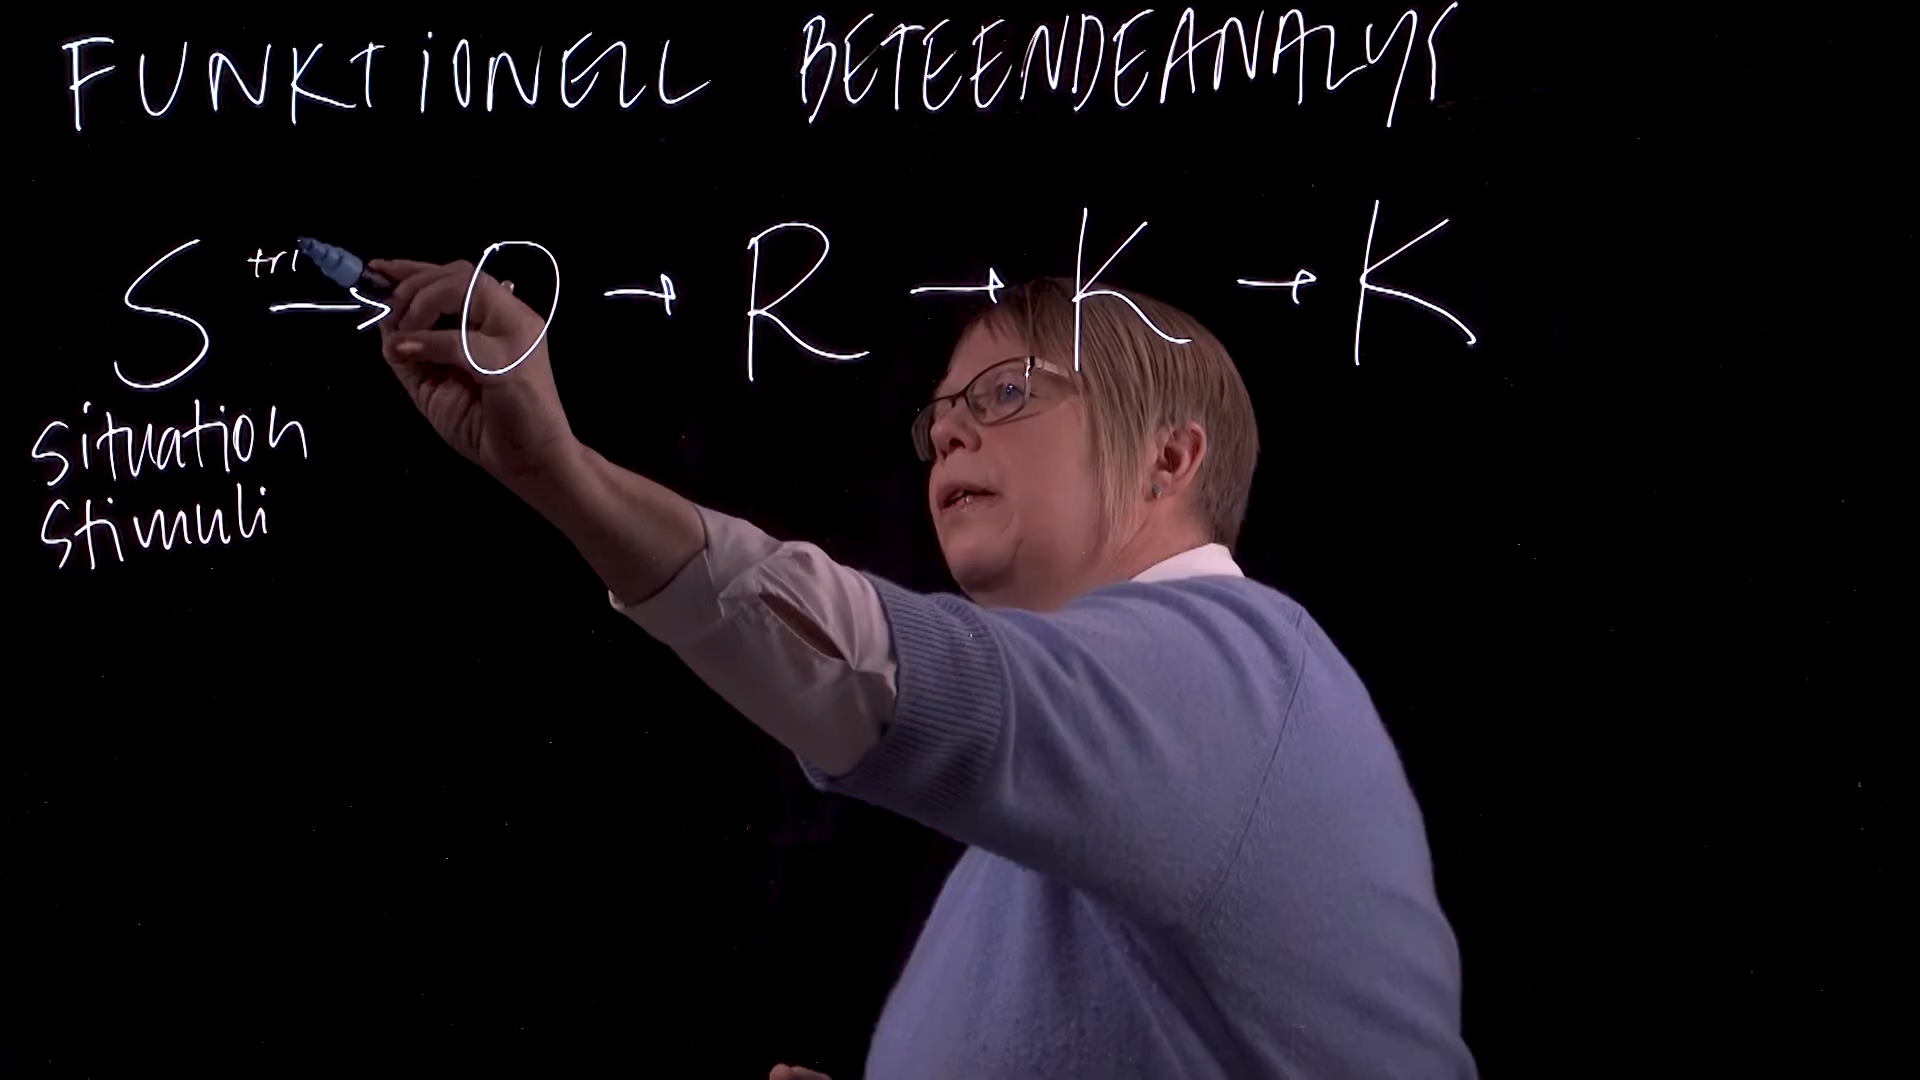 FUNKTIONELL BETEENDEANALYS
S tri → O → R → K → K
situation
stimuli